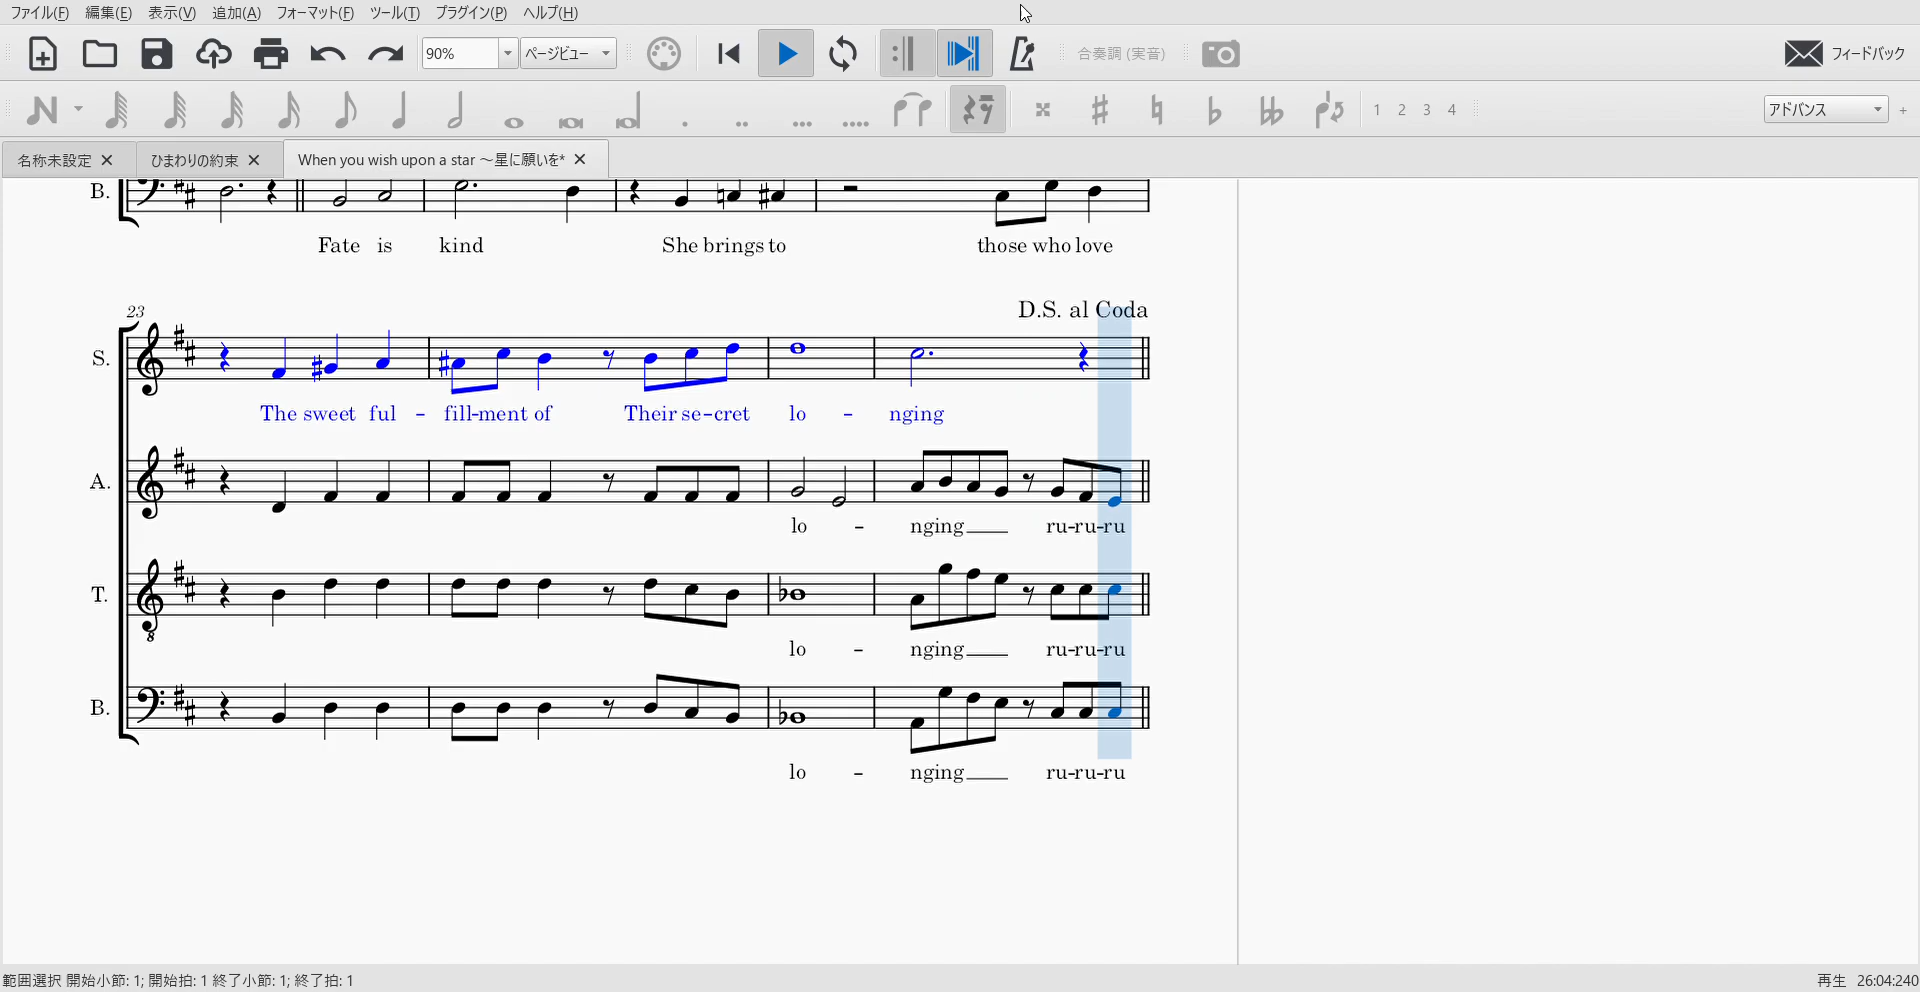 ファイル(F) 編集(E) 表示(V) 追加(A) フォーマット(F) ツール(T) プラグイン(P) ヘルプ(H)
90% ページビュー 合奏調 (実音) フィードバック
1 2 3 4 アドバンス +
名称未設定 ひまわりの約束 When you wish upon a star ～星に願いを*
B.
Fate is kind She brings to those who love
23 D.S. al Coda
S.
The sweet ful - fill-ment of Their se-cret lo - nging
A.
lo - nging ru-ru-ru
T.
8
lo - nging ru-ru-ru
B.
lo - nging ru-ru-ru
範囲選択 開始小節: 1; 開始拍: 1 終了小節: 1; 終了拍: 1 再生 26:04:240